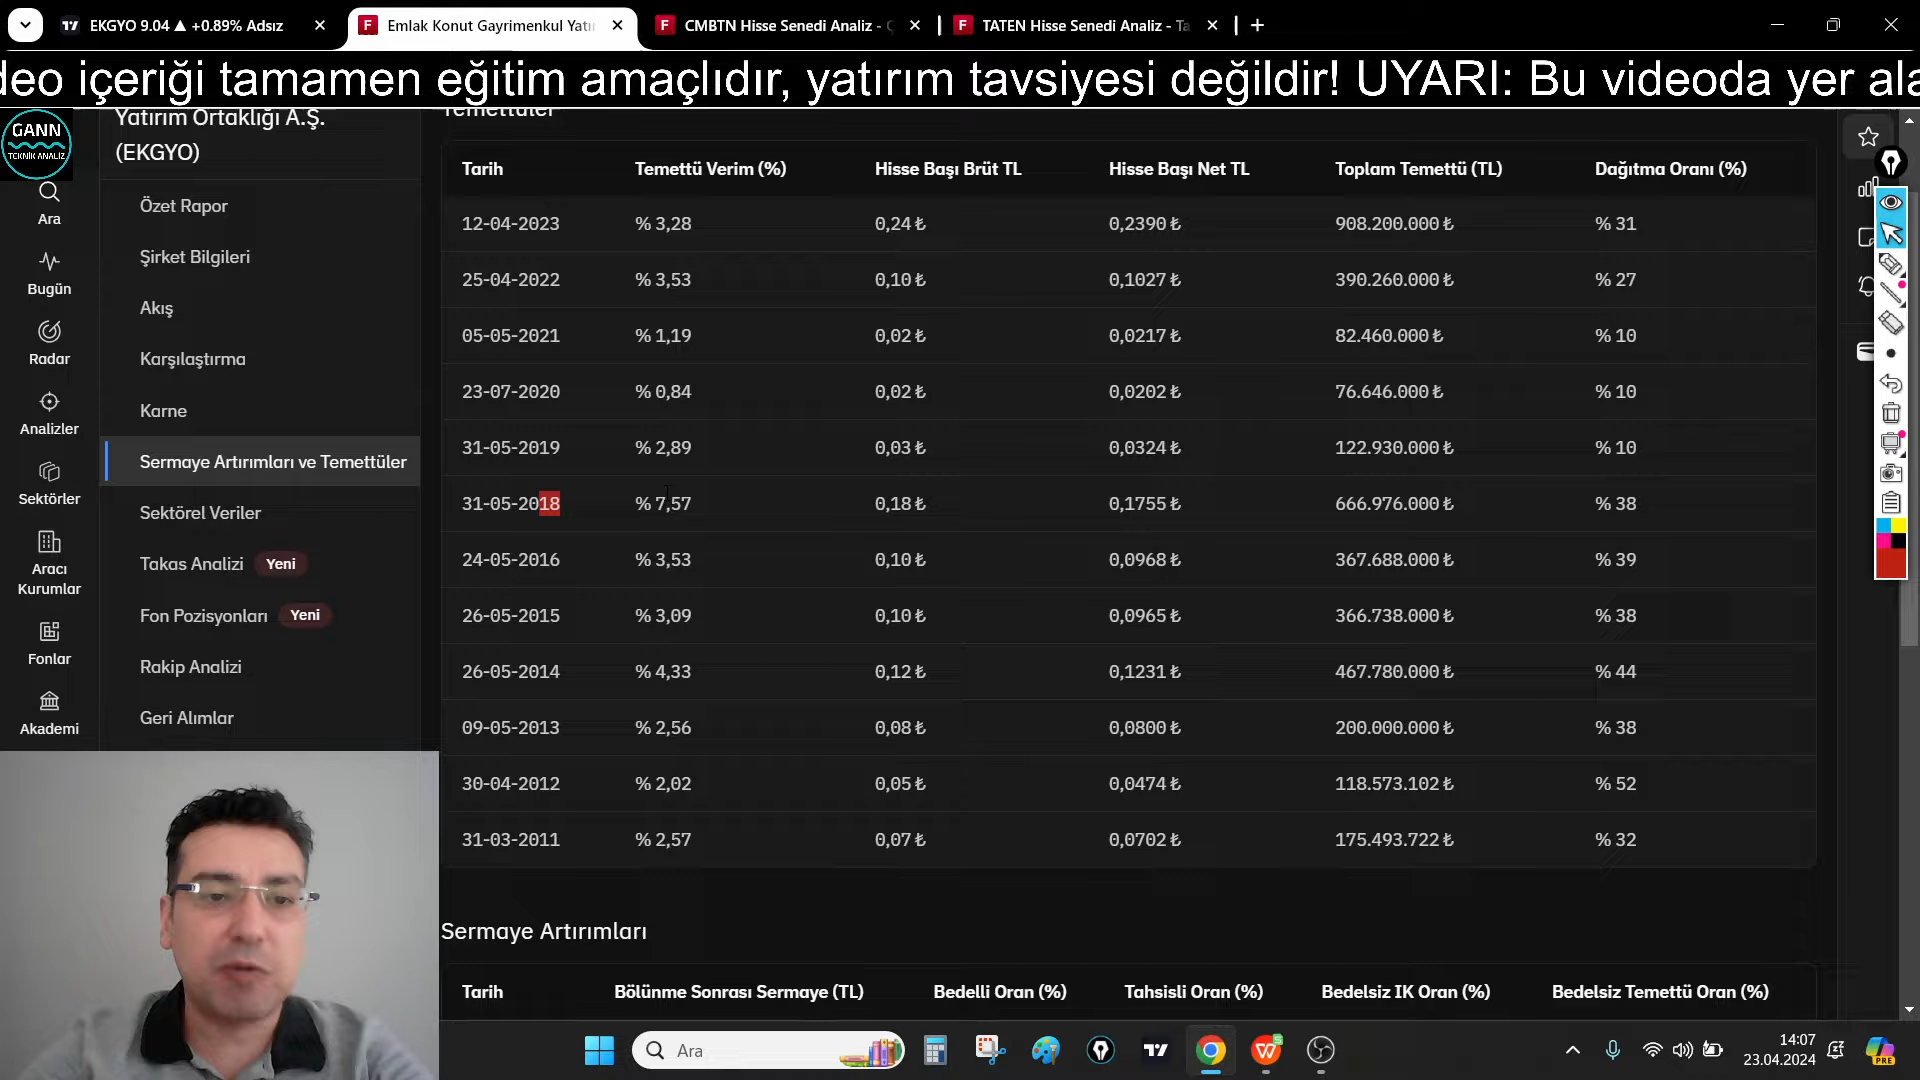 EKGYO 9.04 ▲ +0.89% Adsız
Emlak Konut Gayrimenkul Yatır
CMBTN Hisse Senedi Analiz -
TATEN Hisse Senedi Analiz - Ta
deo içeriği tamamen eğitim amaçlıdır, yatırım tavsiyesi değildir! UYARI: Bu videoda yer ala
GANN
TEKNİK ANALİZ
Ara
Bugün
Radar
Analizler
Sektörler
Aracı
Kurumlar
Fonlar
Akademi
Yatırım Ortaklığı A.Ş.
(EKGYO)
Özet Rapor
Şirket Bilgileri
Akış
Karşılaştırma
Karne
Sermaye Artırımları ve Temettüler
Sektörel Veriler
Takas Analizi Yeni
Fon Pozisyonları Yeni
Rakip Analizi
Geri Alımlar
Temettüler
Tarih Temettü Verim (%) Hisse Başı Brüt TL Hisse Başı Net TL Toplam Temettü (TL) Dağıtma Oranı (%)
12-04-2023 % 3,28 0,24 ₺ 0,2390 ₺ 908.200.000 ₺ % 31
25-04-2022 % 3,53 0,10 ₺ 0,1027 ₺ 390.260.000 ₺ % 27
05-05-2021 % 1,19 0,02 ₺ 0,0217 ₺ 82.460.000 ₺ % 10
23-07-2020 % 0,84 0,02 ₺ 0,0202 ₺ 76.646.000 ₺ % 10
31-05-2019 % 2,89 0,03 ₺ 0,0324 ₺ 122.930.000 ₺ % 10
31-05-2018 % 7,57 0,18 ₺ 0,1755 ₺ 666.976.000 ₺ % 38
24-05-2016 % 3,53 0,10 ₺ 0,0968 ₺ 367.688.000 ₺ % 39
26-05-2015 % 3,09 0,10 ₺ 0,0965 ₺ 366.738.000 ₺ % 38
26-05-2014 % 4,33 0,12 ₺ 0,1231 ₺ 467.780.000 ₺ % 44
09-05-2013 % 2,56 0,08 ₺ 0,0800 ₺ 200.000.000 ₺ % 38
30-04-2012 % 2,02 0,05 ₺ 0,0474 ₺ 118.573.102 ₺ % 52
31-03-2011 % 2,57 0,07 ₺ 0,0702 ₺ 175.493.722 ₺ % 32
Sermaye Artırımları
Tarih Bölünme Sonrası Sermaye (TL) Bedelli Oran (%) Tahsisli Oran (%) Bedelsiz IK Oran (%) Bedelsiz Temettü Oran (%)
Ara
14:07
23.04.2024
PRE